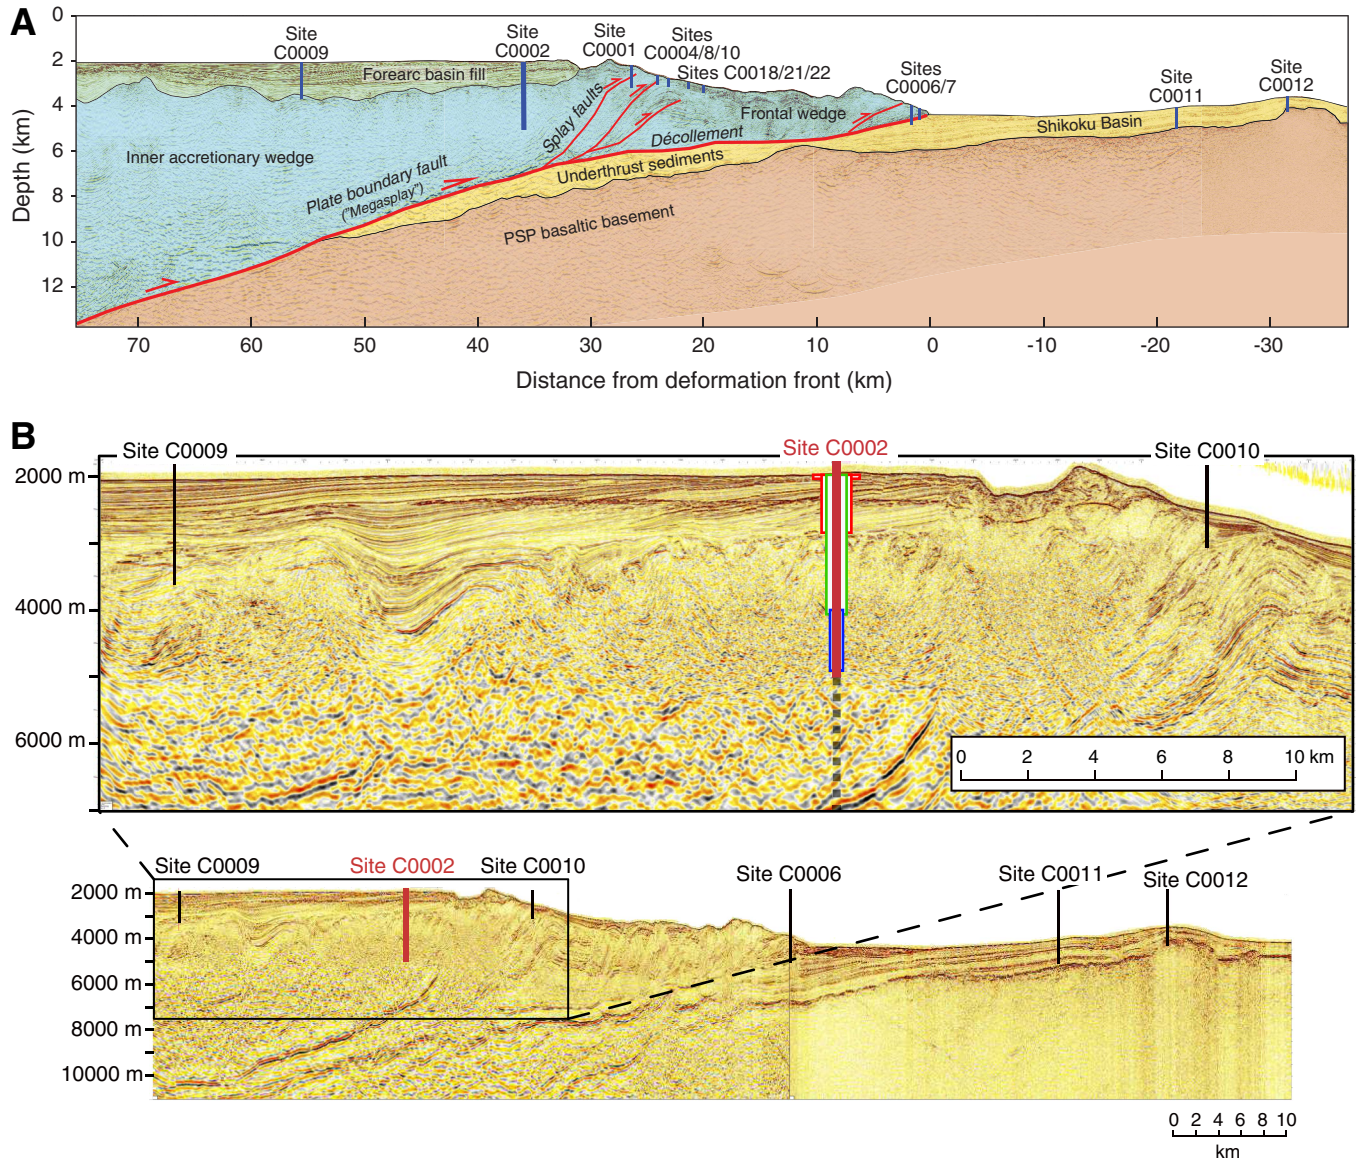 A
0
2
4
6
8
10
12
Depth (km)
Site
C0009
Site
C0002
Site
C0001
Sites
C0004/8/10
Sites C0018/21/22
Sites
C0006/7
Site
C0011
Site
C0012
Forearc basin fill
Inner accretionary wedge
Splay faults
Frontal wedge
Décollement
Shikoku Basin
Underthrust sediments
Plate boundary fault
("Megasplay")
PSP basaltic basement
70
60
50
40
30
20
10
0
-10
-20
-30
Distance from deformation front (km)
B
Site C0009
Site C0002
Site C0010
2000 m
4000 m
6000 m
0 2 4 6 8 10 km
Site C0009
Site C0002
Site C0010
Site C0006
Site C0011
Site C0012
2000 m
4000 m
6000 m
8000 m
10000 m
0 2 4 6 8 10
km